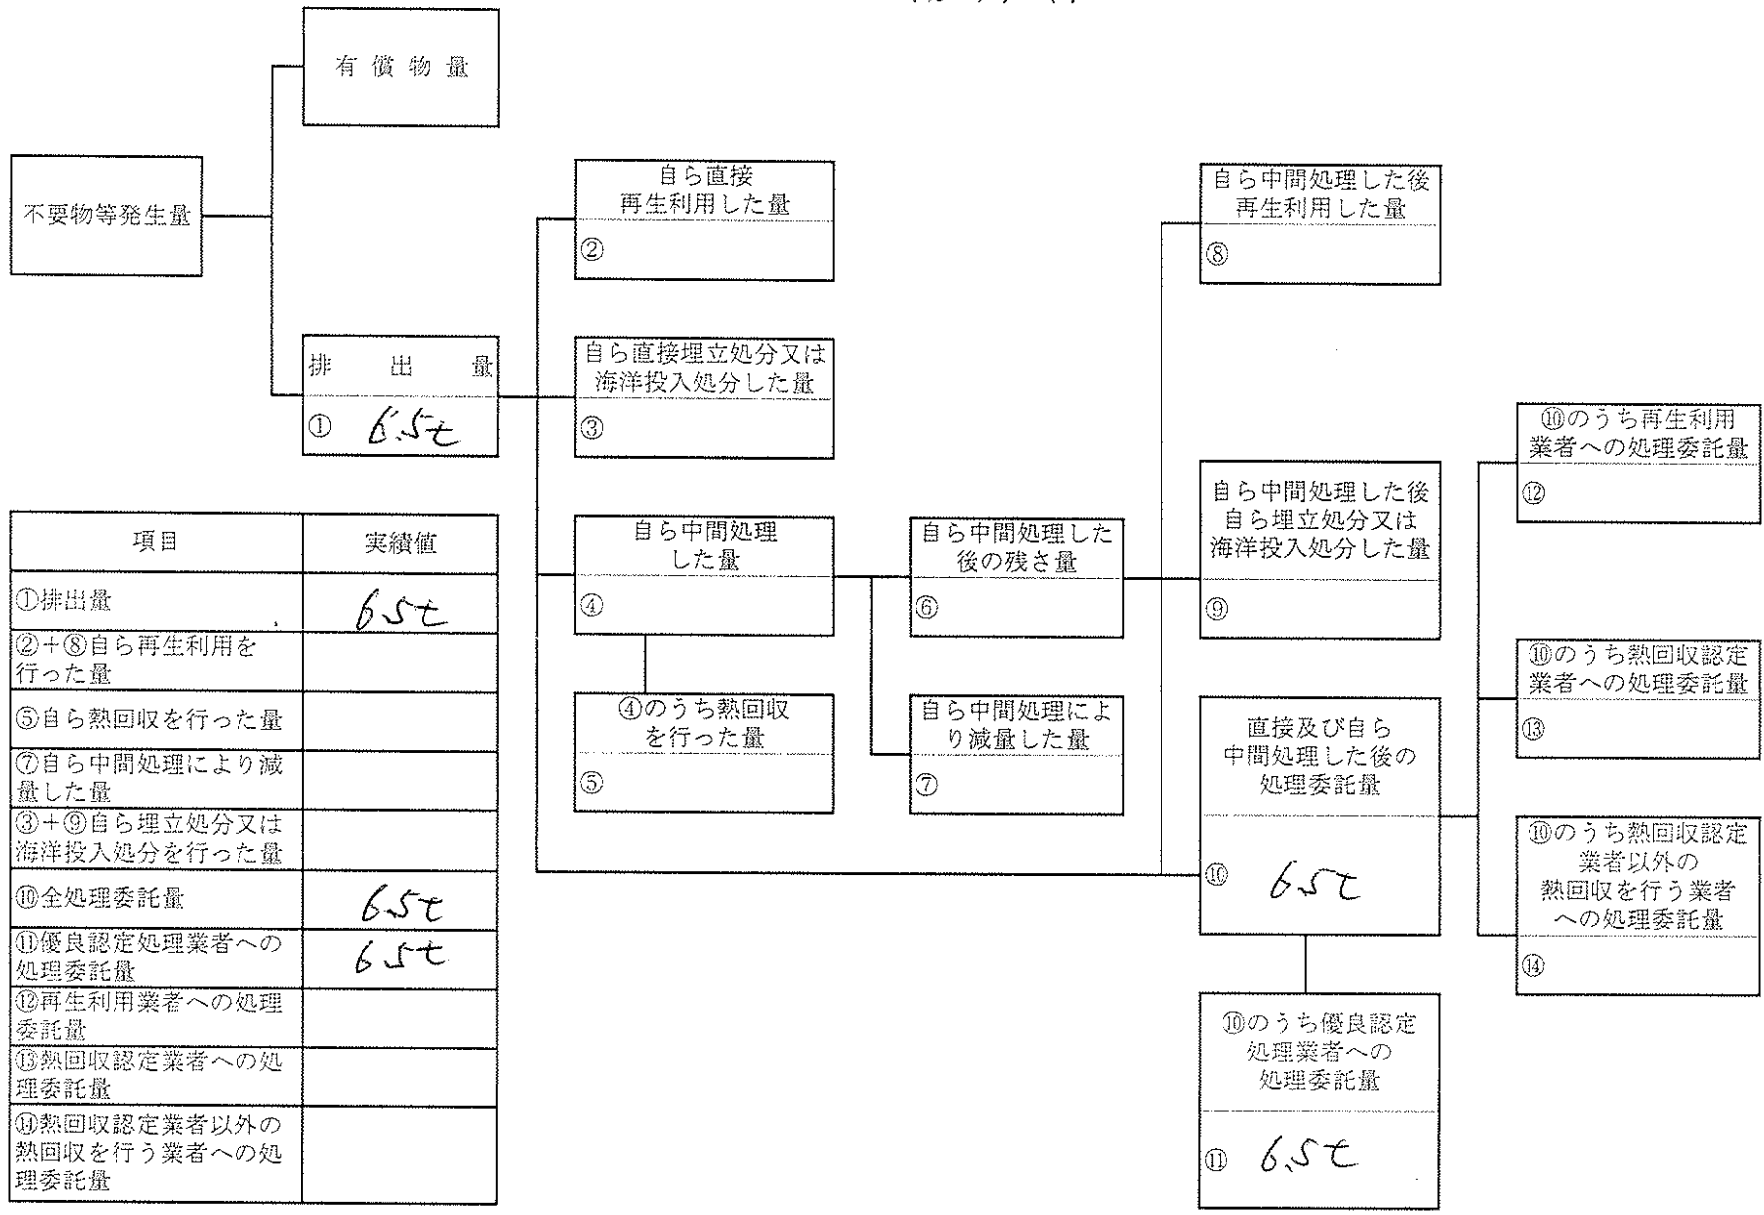 有償物量
不要物等発生量
排出量
① 6.5t
自ら直接
再生利用した量
②
自ら直接埋立処分又は
海洋投入処分した量
③
自ら中間処理
した量
④
④のうち熱回収
を行った量
⑤
自ら中間処理した
後の残さ量
⑥
自ら中間処理によ
り減量した量
⑦
自ら中間処理した後
再生利用した量
⑧
自ら中間処理した後
自ら埋立処分又は
海洋投入処分した量
⑨
直接及び自ら
中間処理した後の
処理委託量
⑩ 6.5t
⑩のうち優良認定
処理業者への
処理委託量
⑪ 6.5t
⑩のうち再生利用
業者への処理委託量
⑫
⑩のうち熱回収認定
業者への処理委託量
⑬
⑩のうち熱回収認定
業者以外の
熱回収を行う業者
への処理委託量
⑭
項目 実績値
①排出量 6.5t
②+⑧自ら再生利用を
行った量
⑤自ら熱回収を行った量
⑦自ら中間処理により減
量した量
③+⑨自ら埋立処分又は
海洋投入処分を行った量
⑩全処理委託量 6.5t
⑪優良認定処理業者への
処理委託量 6.5t
⑫再生利用業者への処理
委託量
⑬熱回収認定業者への処
理委託量
⑭熱回収認定業者以外の
熱回収を行う業者への処
理委託量